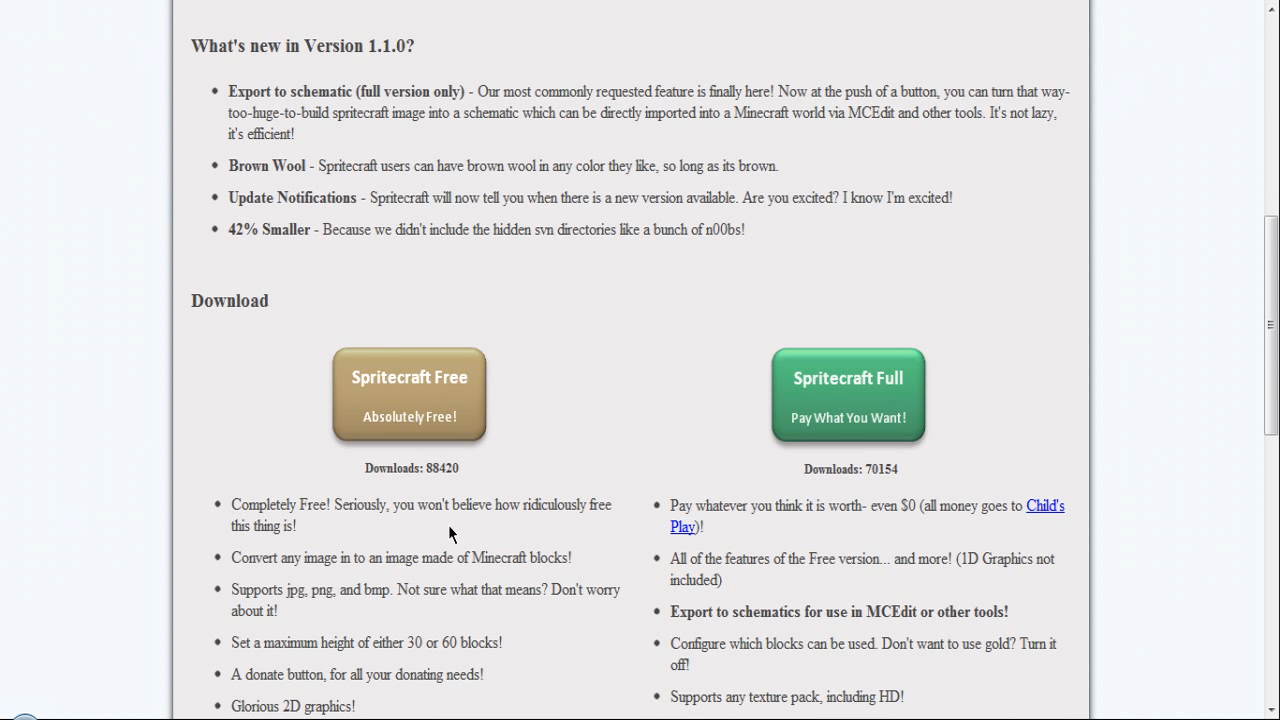 What's new in Version 1.1.0?
Export to schematic (full version only) - Our most commonly requested feature is finally here! Now at the push of a button, you can turn that way-
too-huge-to-build spritecraft image into a schematic which can be directly imported into a Minecraft world via MCEdit and other tools. It's not lazy,
it's efficient!
Brown Wool - Spritecraft users can have brown wool in any color they like, so long as its brown.
Update Notifications - Spritecraft will now tell you when there is a new version available. Are you excited? I know I'm excited!
42% Smaller - Because we didn't include the hidden svn directories like a bunch of n00bs!
Download
Spritecraft Free
Absolutely Free!
Downloads: 88420
Completely Free! Seriously, you won't believe how ridiculously free
this thing is!
Convert any image in to an image made of Minecraft blocks!
Supports jpg, png, and bmp. Not sure what that means? Don't worry
about it!
Set a maximum height of either 30 or 60 blocks!
A donate button, for all your donating needs!
Glorious 2D graphics!
Spritecraft Full
Pay What You Want!
Downloads: 70154
Pay whatever you think it is worth- even $0 (all money goes to Child's
Play)!
All of the features of the Free version... and more! (1D Graphics not
included)
Export to schematics for use in MCEdit or other tools!
Configure which blocks can be used. Don't want to use gold? Turn it
off!
Supports any texture pack, including HD!